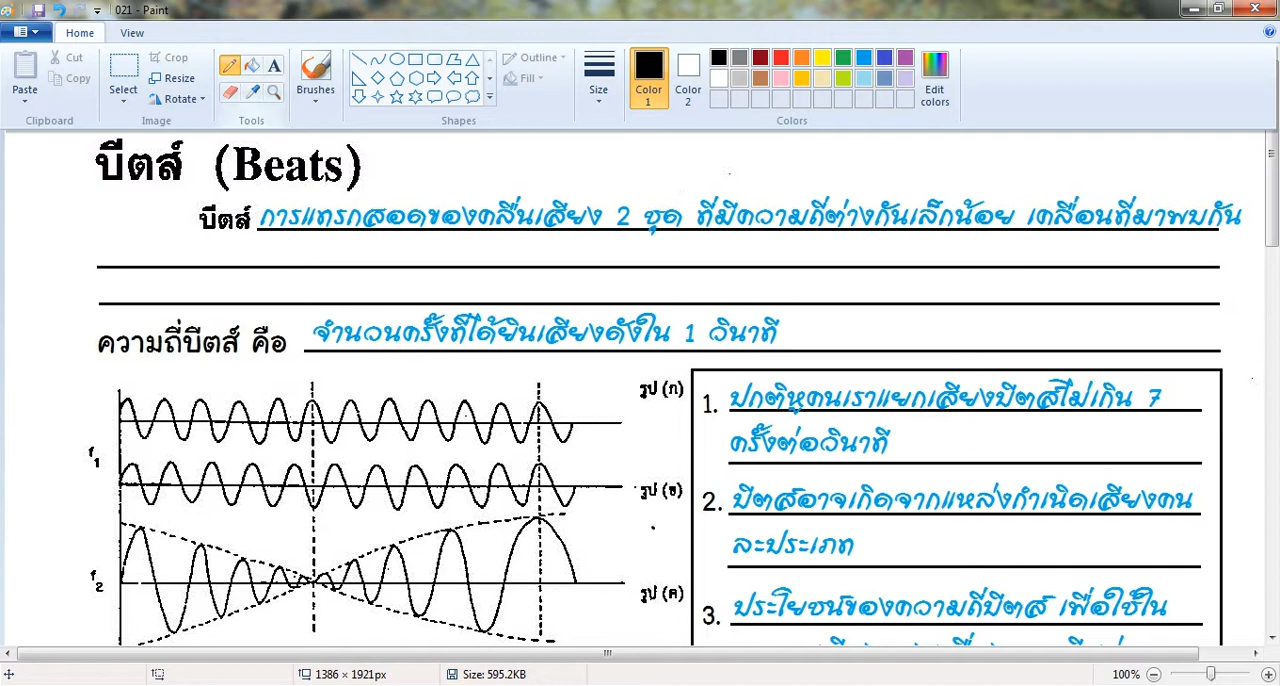 021 - Paint
Home View
Paste Cut Copy Clipboard
Select Crop Resize Rotate Image
Tools
Brushes
Outline Fill Shapes
Size
Color 1 Color 2 Edit colors Colors
บีตส์ (Beats)
บีตส์ การแทรกสอดของคลื่นเสียง 2 ชุด ที่มีความถี่ต่างกันเล็กน้อย เคลื่อนที่มาพบกัน
ความถี่บีตส์ คือ จำนวนครั้งที่ได้ยินเสียงดังใน 1 วินาที
รูป (ก)
f1
รูป (ข)
f2
รูป (ค)
1. ปกติหูคนเราแยกเสียงบีตส์ไม่เกิน 7
ครั้งต่อวินาที
2. บีตส์อาจเกิดจากแหล่งกำเนิดเสียงคน
ละประเภท
3. ประโยชน์ของความถี่บีตส์ เพื่อใช้ใน
1386 × 1921px Size: 595.2KB 100%